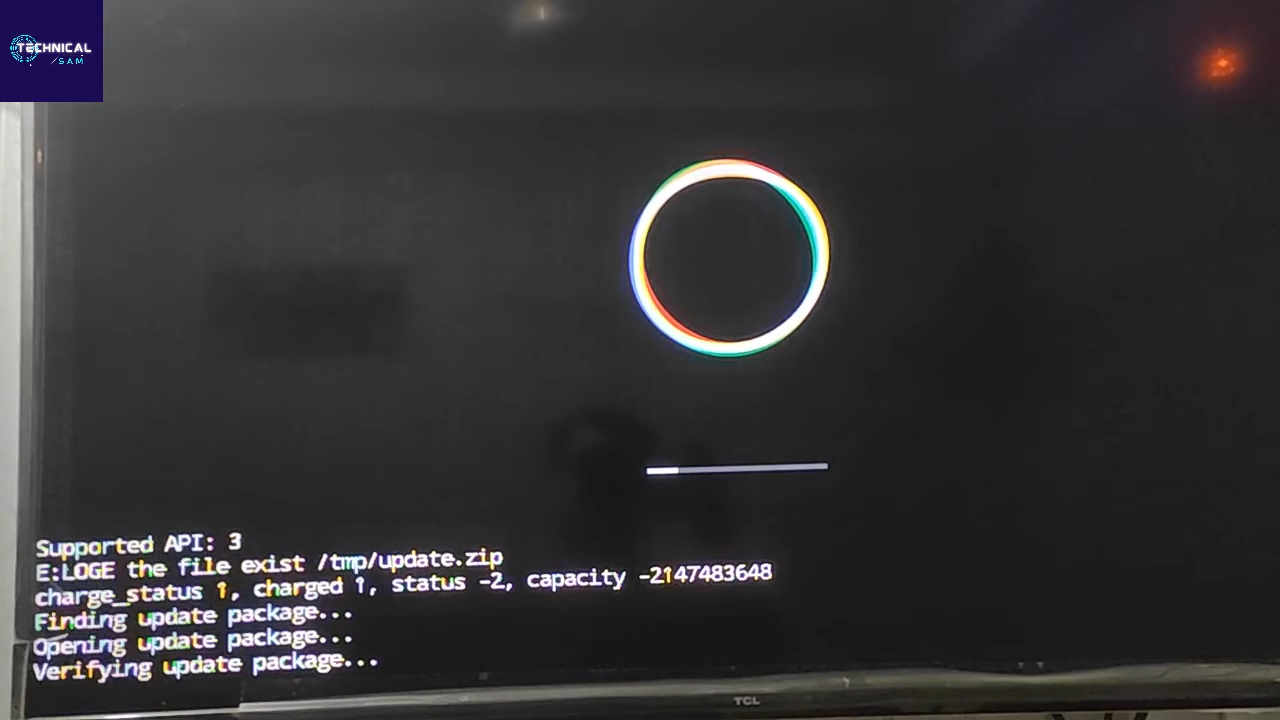 TECHNICAL
SAM
Supported API: 3
E:LOGE the file exist /tmp/update.zip
charge_status 1, charged 1, status -2, capacity -2147483648
Finding update package...
Opening update package...
Verifying update package...
TCL